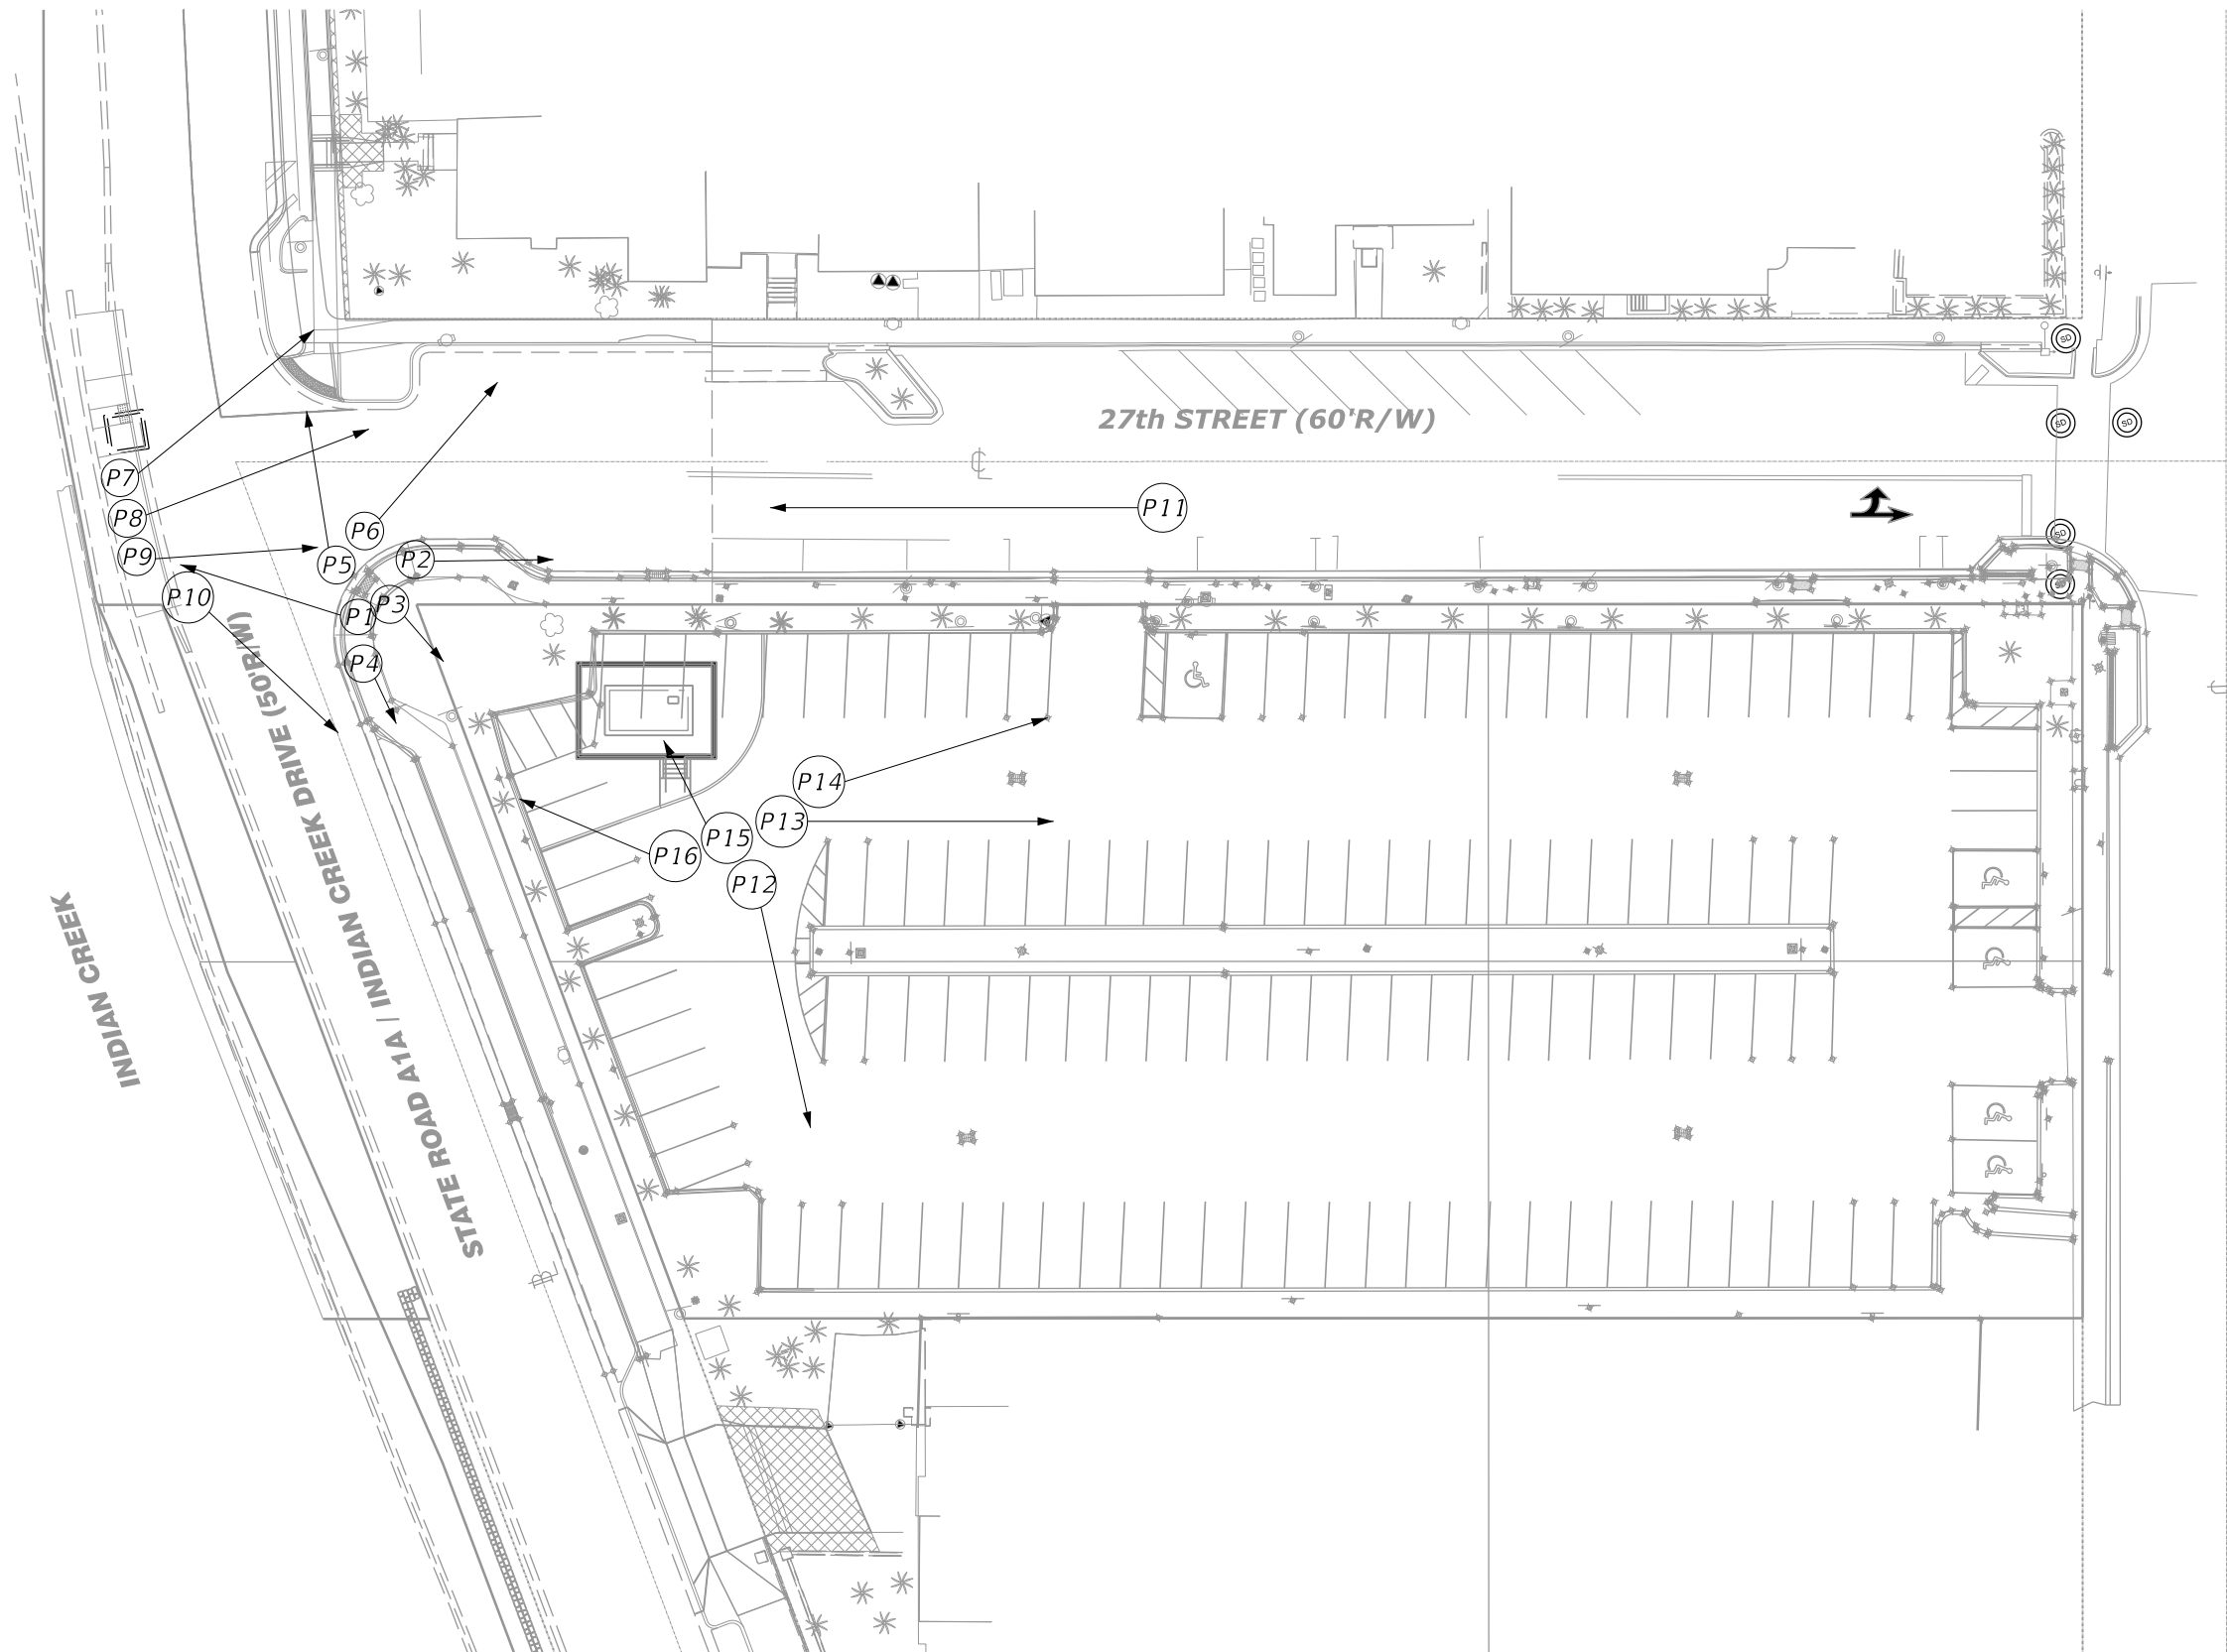 SD
27th STREET (60'R/W)
SD
SD
P7
P11
P8
P6
SD
P9
P2
P5
SD
P10
P3
P1
P4
STATE ROAD A1A / INDIAN CREEK DRIVE (50'R/W)
P14
P13
P15
P16
P12
INDIAN CREEK